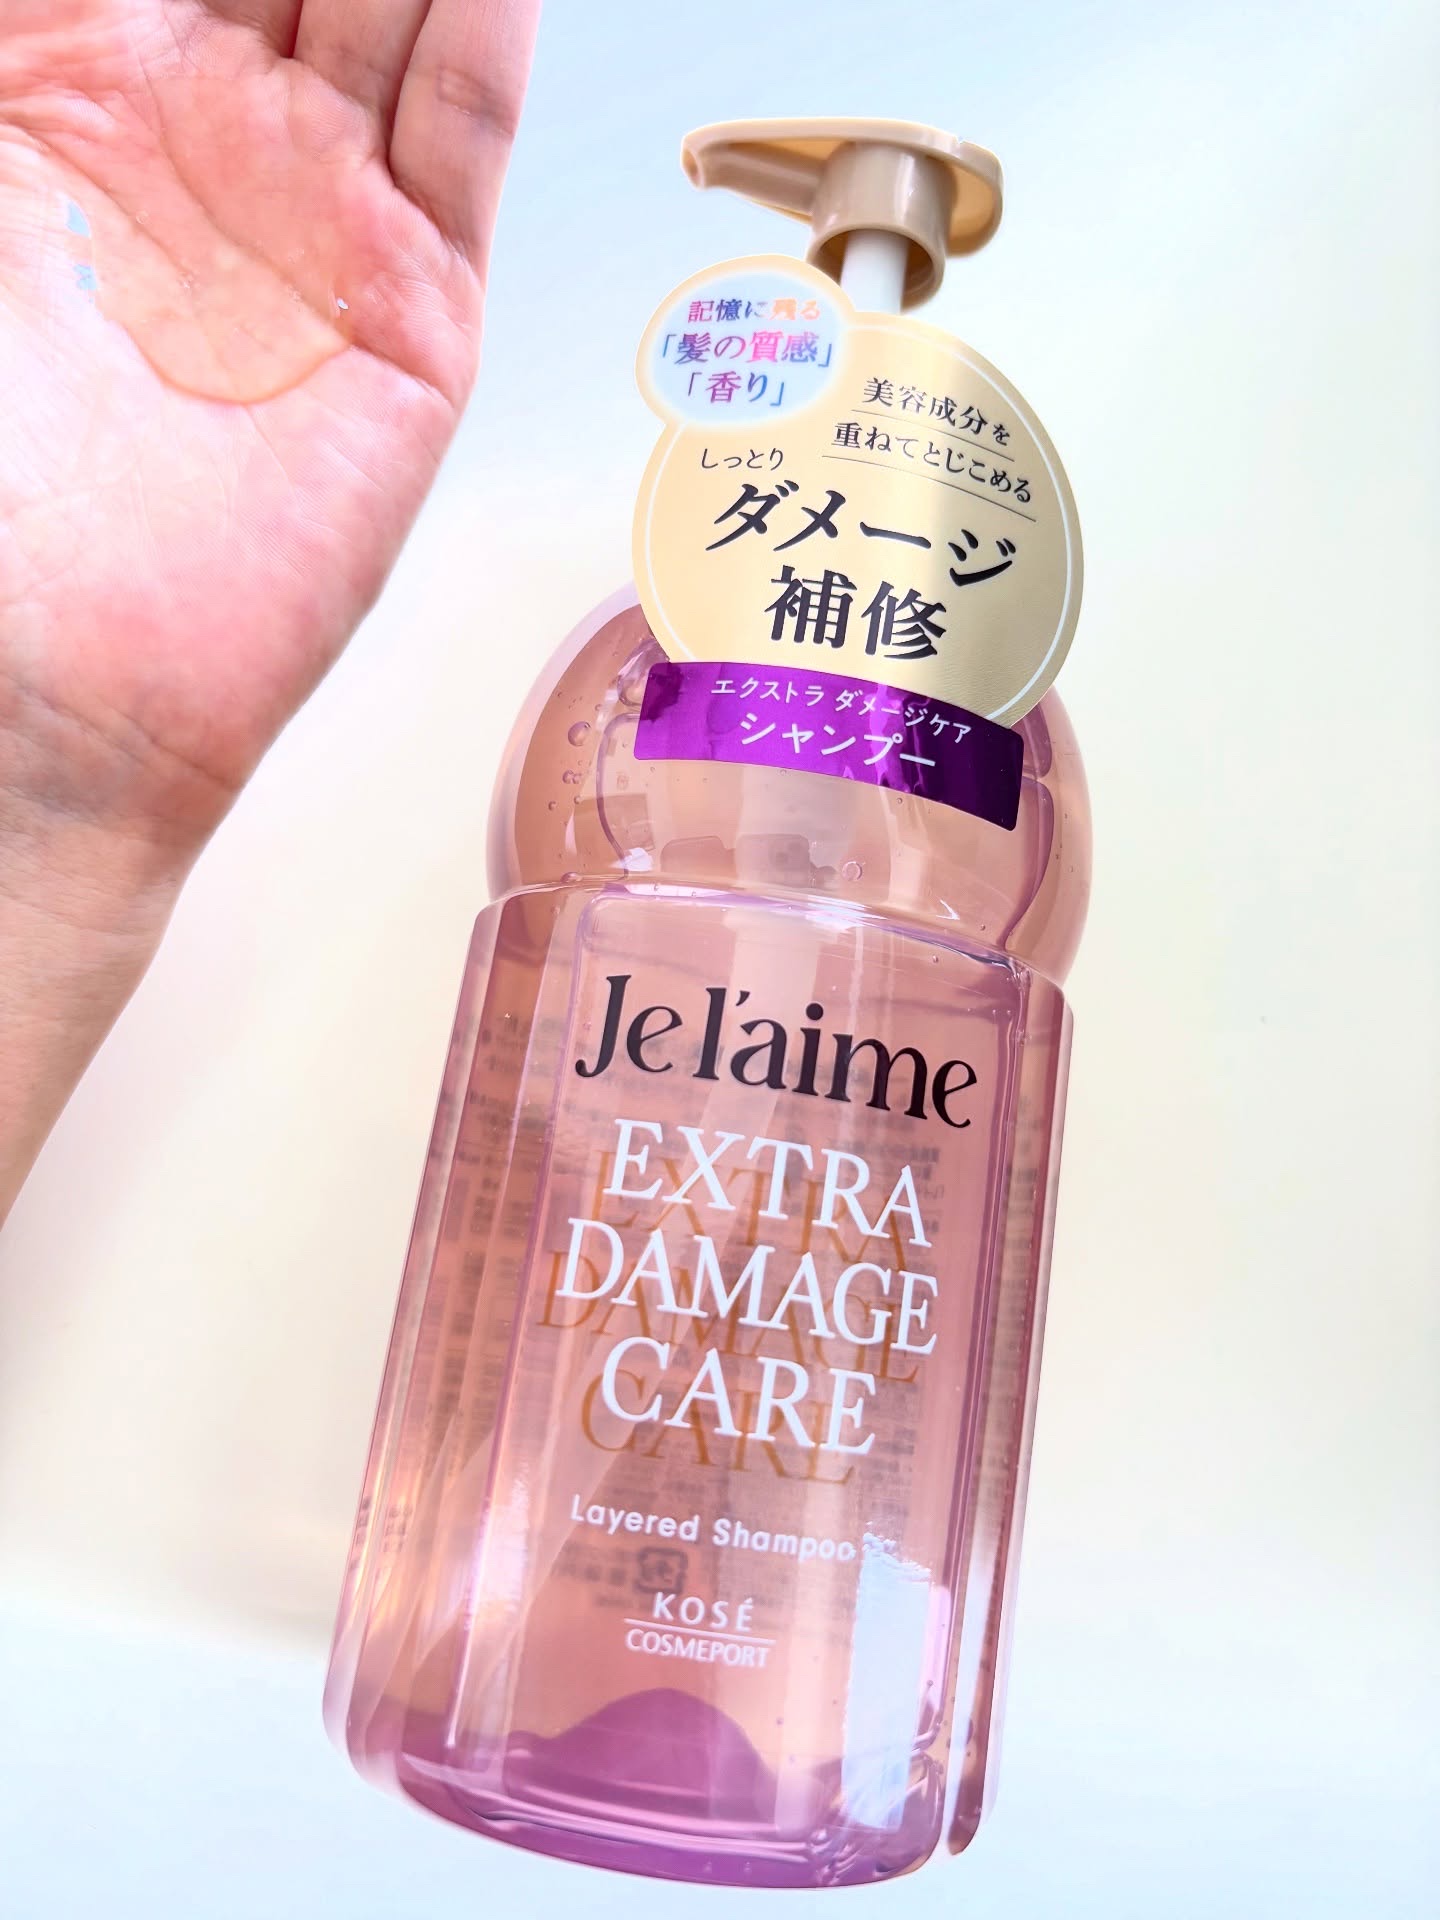 記憶に残る
「髪の質感」
「香り」
美容成分を
重ねてとじこめる
しっとり
ダメージ
補修
エクストラ ダメージケア
シャンプー
Je l'aime
EXTRA
DAMAGE
CARE
Layered Shampoo
KOSÉ
COSMEPORT